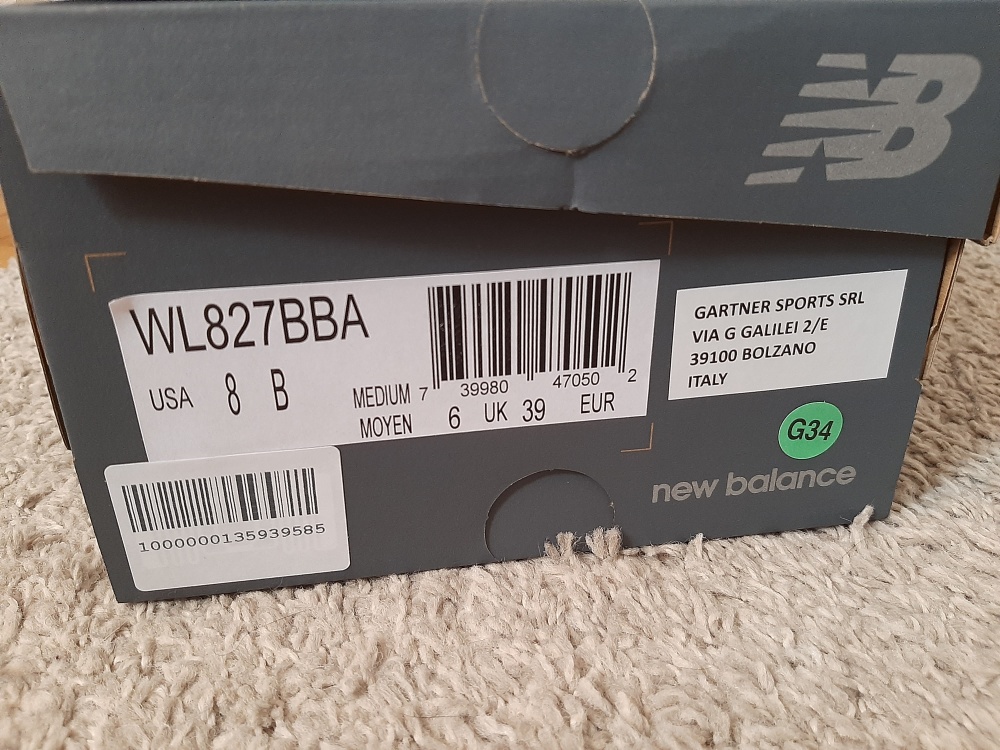 NB
WL827BBA
USA 8 B
MEDIUM
MOYEN
7 39980 47050 2
6 UK 39 EUR
GARTNER SPORTS SRL
VIA G GALILEI 2/E
39100 BOLZANO
ITALY
G34
new balance
1000000135939585